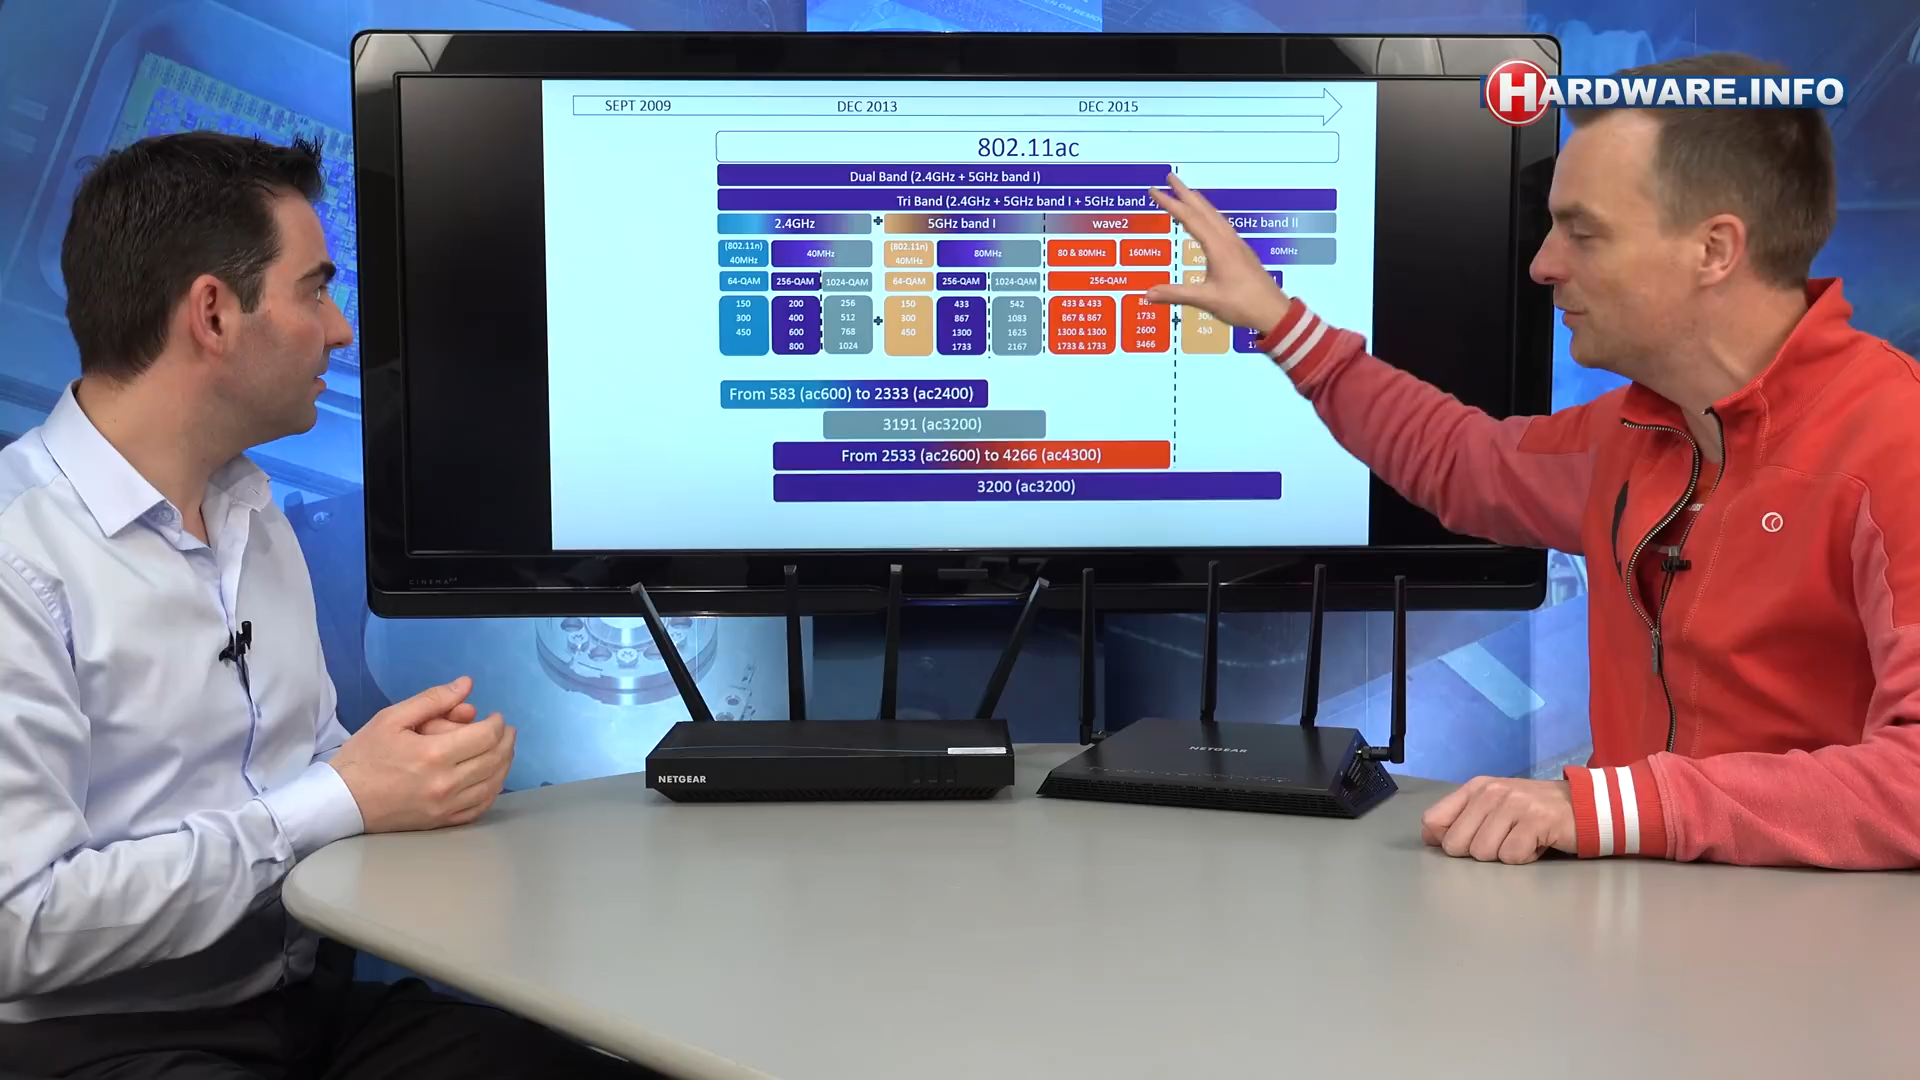 HARDWARE.INFO
SEPT 2009 DEC 2013 DEC 2015
802.11ac
Dual Band (2.4GHz + 5GHz band I)
Tri Band (2.4GHz + 5GHz band I + 5GHz band 2)
2.4GHz + 5GHz band I wave2 5GHz band II
(802.11n) 40MHz (802.11n) 80MHz 80 & 80MHz 160MHz 80MHz
40MHz 40MHz
64-QAM 256-QAM 1024-QAM 64-QAM 256-QAM 1024-QAM 256-QAM
150 200 256 150 433 542 433 & 433
300 400 512 + 300 867 1083 867 & 867 1733 + 300
450 600 768 450 1300 1625 1300 & 1300 2600 450
800 1024 1733 2167 1733 & 1733 3466
From 583 (ac600) to 2333 (ac2400)
3191 (ac3200)
From 2533 (ac2600) to 4266 (ac4300)
3200 (ac3200)
CINEMA
NETGEAR
NETGEAR